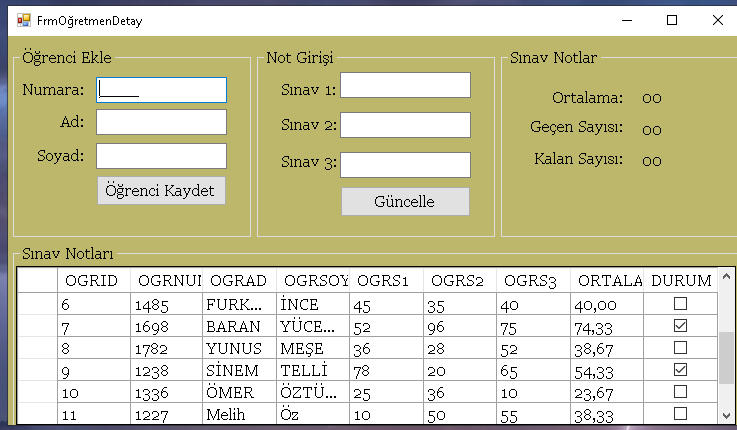 FrmOğretmenDetay
Öğrenci Ekle
Numara:
Ad:
Soyad:
Öğrenci Kaydet
Not Girişi
Sınav 1:
Sınav 2:
Sınav 3:
Güncelle
Sınav Notlar
Ortalama: 00
Geçen Sayısı: 00
Kalan Sayısı: 00
Sınav Notları
OGRID OGRNUI OGRAD OGRSOY OGRS1 OGRS2 OGRS3 ORTALA DURUM
6 1485 FURK... İNCE 45 35 40 40,00
7 1698 BARAN YÜCE... 52 96 75 74,33
8 1782 YUNUS MEŞE 36 28 52 38,67
9 1238 SİNEM TELLİ 78 20 65 54,33
10 1336 ÖMER ÖZTÜ... 25 36 10 23,67
11 1227 Melih Öz 10 50 55 38,33